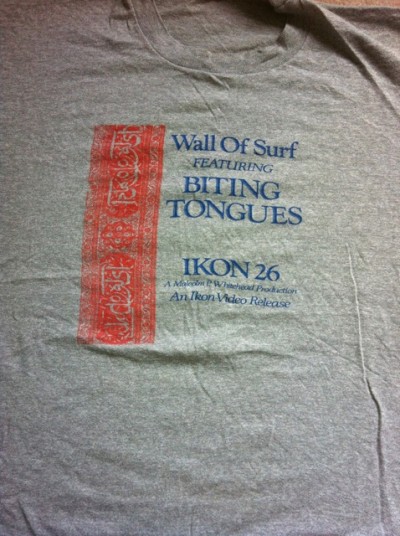 Wall Of Surf
FEATURING
BITING
TONGUES
IKON 26
A Malcolm P. Whitehead Production
An Ikon Video Release